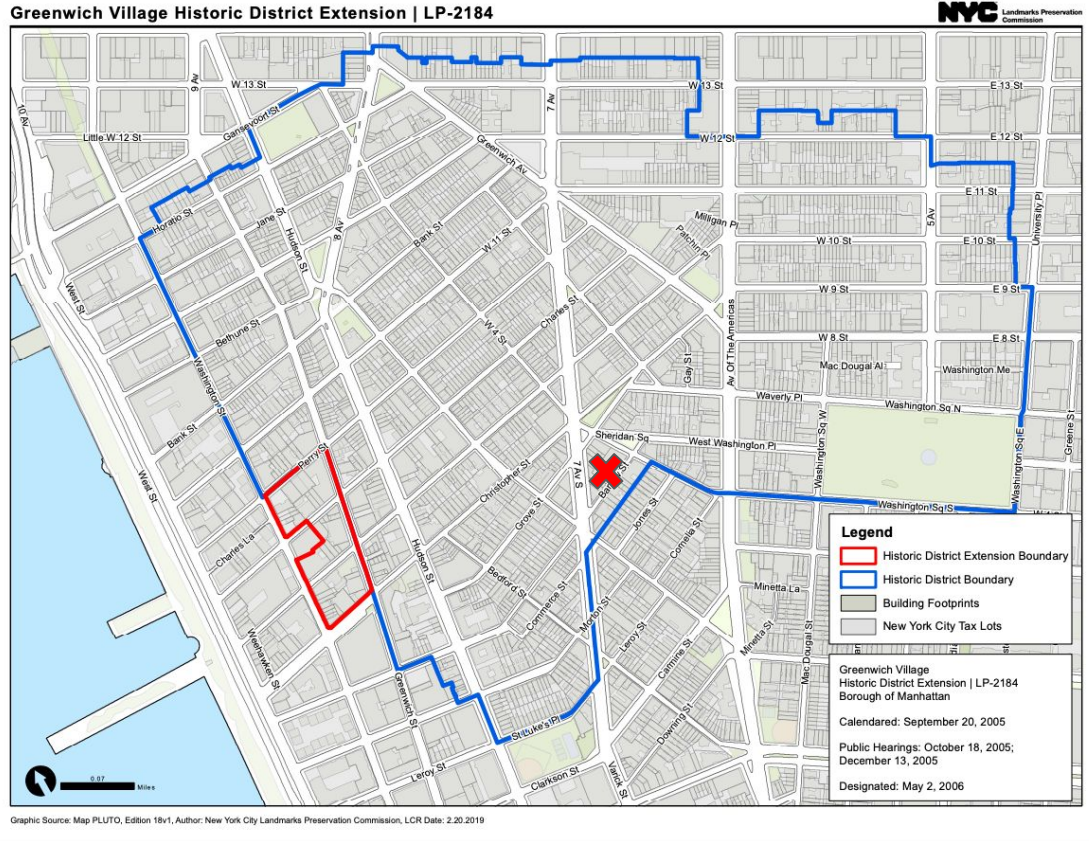 Greenwich Village Historic District Extension | LP-2184
NYC Landmarks Preservation
Commission
9 Av
W 13 St
W 13 St
E 13 St
10 Av
7 Av
Gansevoort St
Little W 12 St
Greenwich Av
W 12 St
E 12 St
E 11 St
Horatio St
Jane St
8 Av
Bank St
W 11 St
Milligan Pl
Patchin Pl
5 Av
University Pl
Hudson St
W 10 St
E 10 St
West St
W 9 St
E 9 St
Charles St
Bethune St
W 4 St
Av Of The Americas
W 8 St
E 8 St
Gay St
Mac Dougal Al
Washington Me
Washington St
Waverly Pl
Washington Sq N
Bank St
Sheridan Sq
West Washington Pl
Washington Sq W
Washington Sq E
Greene St
Perry St
Christopher St
7 Av S
West St
Grove St
Jones St
Cornelia St
Washington Sq S
Charles La
Hudson St
Bedford St
Commerce St
Morton St
Leroy St
Carmine St
Minetta La
Minetta St
Mac Dougal St
Weehawken St
Greenwich St
St Luke's Pl
Downing St
Leroy St
Clarkson St
Varick St
Legend
Historic District Extension Boundary
Historic District Boundary
Building Footprints
New York City Tax Lots
Greenwich Village
Historic District Extension | LP-2184
Borough of Manhattan
Calendared: September 20, 2005
Public Hearings: October 18, 2005;
December 13, 2005
Designated: May 2, 2006
0.07
Miles
Graphic Source: Map PLUTO, Edition 18v1, Author: New York City Landmarks Preservation Commission, LCR Date: 2.20.2019